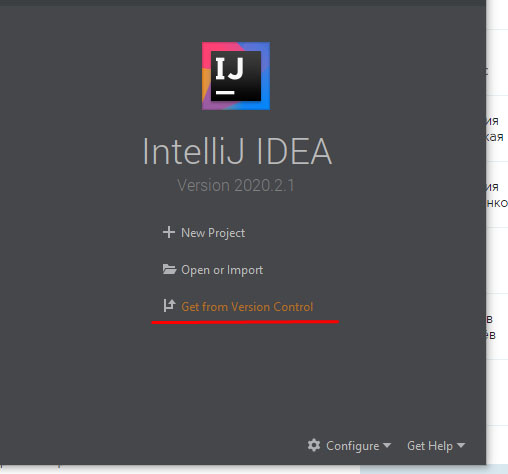 IJ
IntelliJ IDEA
Version 2020.2.1
New Project
Open or Import
Get from Version Control
Configure
Get Help